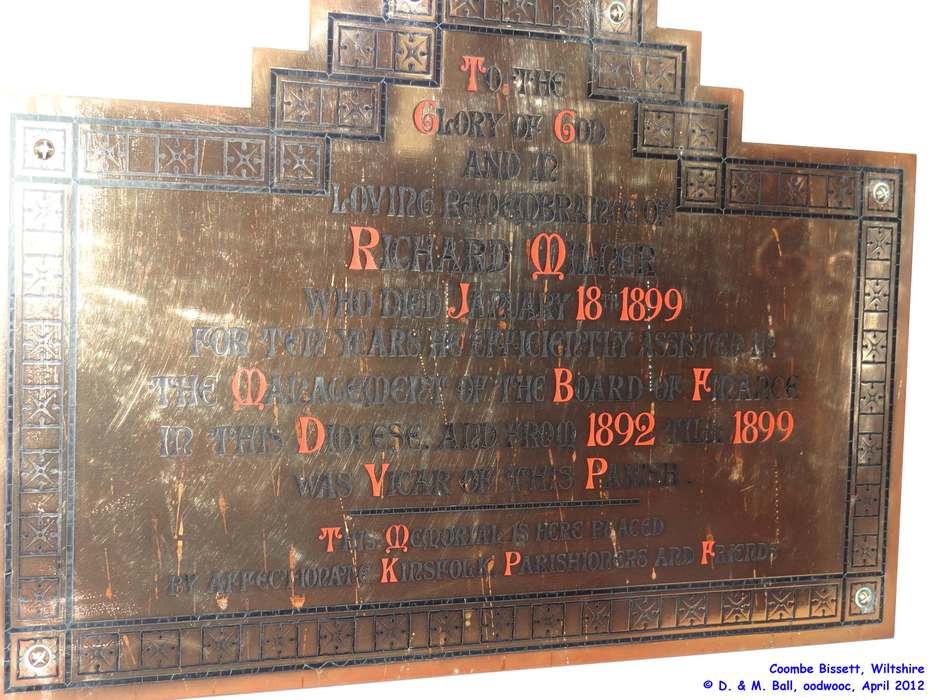 To the
Glory of God
and in
loving remembrance of
Richard
who died January 18th 1899
for ten years he efficiently assisted in
the Management of the Board of Finance
in this Diocese, and from 1892 till 1899
was Vicar of this Parish.
This Memorial is here placed
by affectionate Kinsfolk, Parishioners and Friends
Coombe Bissett, Wiltshire
© D. & M. Ball, oodwooc, April 2012